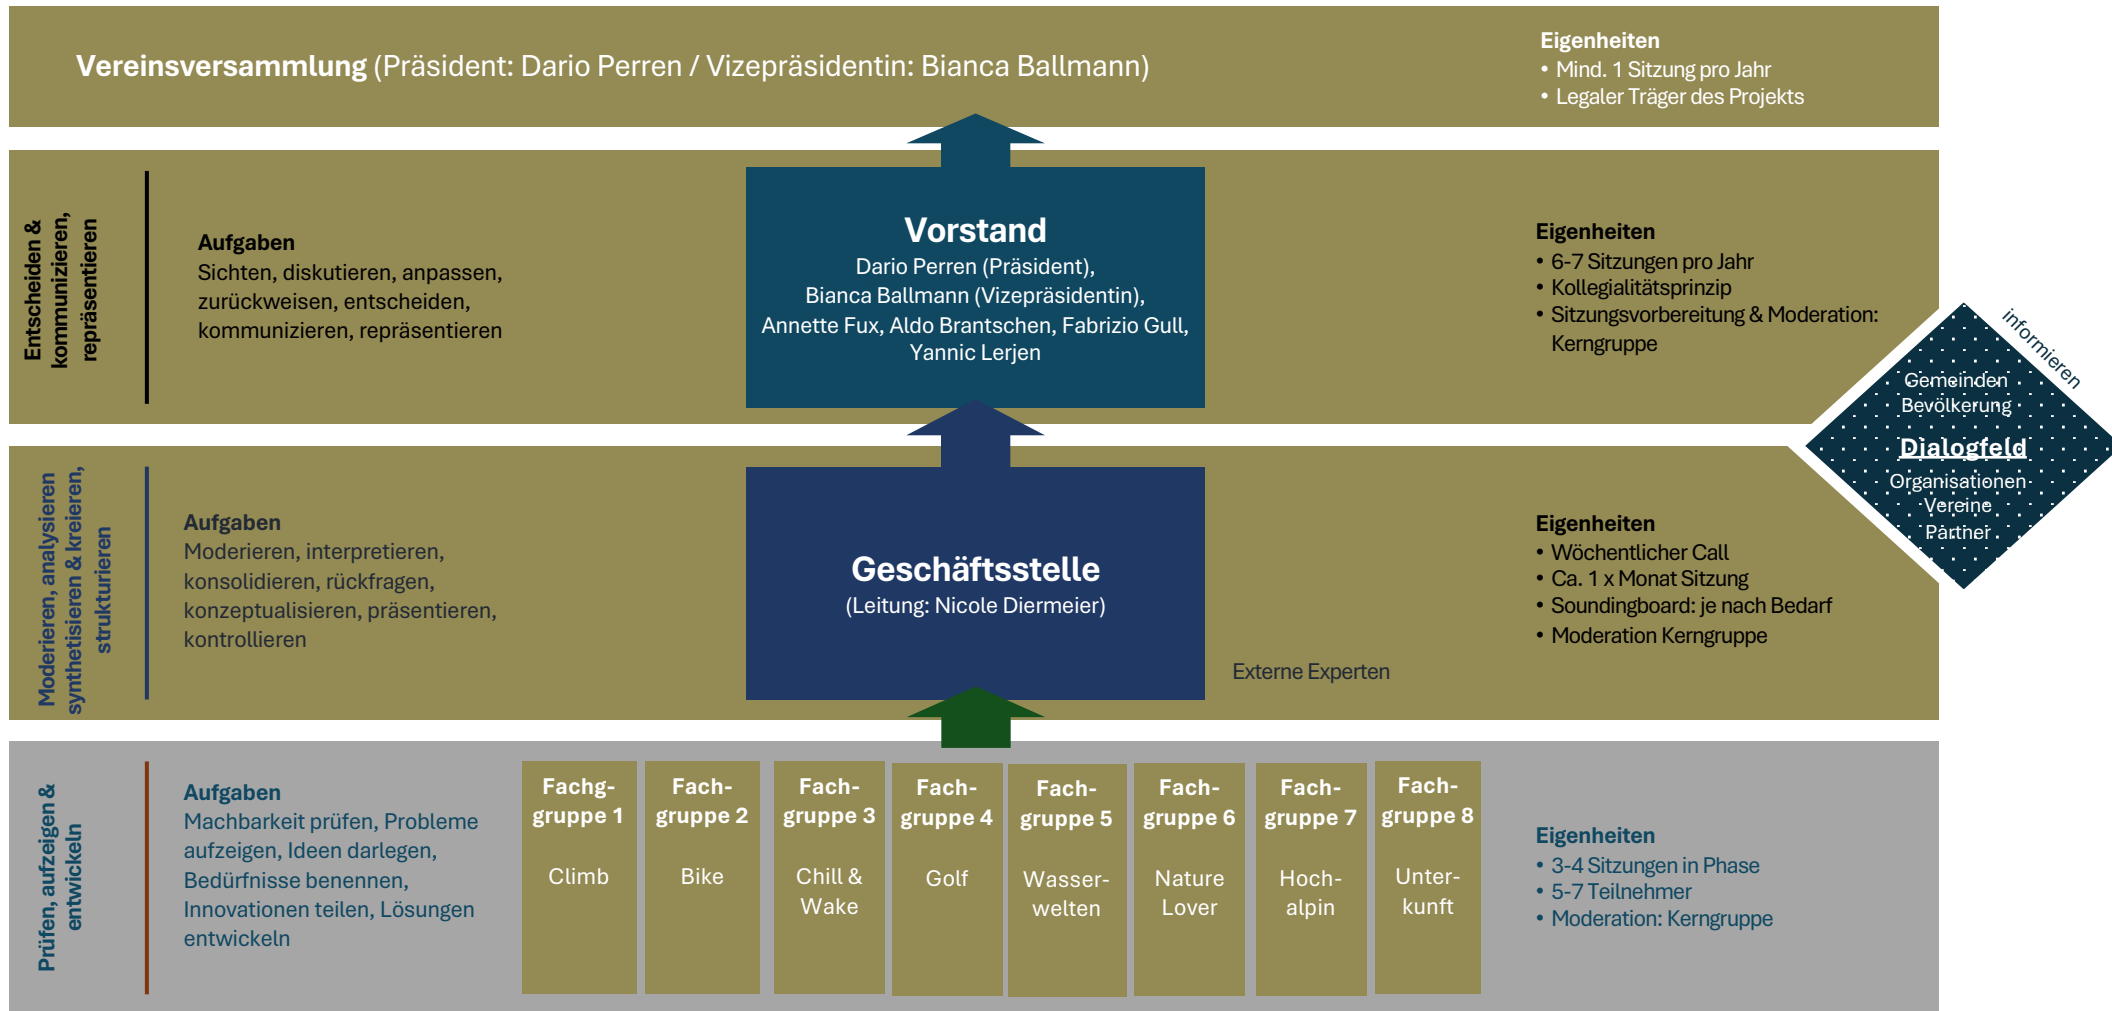 Vereinsversammlung (Präsident: Dario Perren / Vizepräsidentin: Bianca Ballmann)
Eigenheiten
• Mind. 1 Sitzung pro Jahr
• Legaler Träger des Projekts
Entscheiden &
kommunizieren,
repräsentieren
Aufgaben
Sichten, diskutieren, anpassen,
zurückweisen, entscheiden,
kommunizieren, repräsentieren
Vorstand
Dario Perren (Präsident),
Bianca Ballmann (Vizepräsidentin),
Annette Fux, Aldo Brantschen, Fabrizio Gull,
Yannic Lerjen
Eigenheiten
• 6-7 Sitzungen pro Jahr
• Kollegialitätsprinzip
• Sitzungsvorbereitung & Moderation:
Kerngruppe
informieren
Gemeinden
Bevölkerung
Dialogfeld
Organisationen
Vereine
Partner
Moderieren, analysieren
synthetisieren & kreieren,
strukturieren
Aufgaben
Moderieren, interpretieren,
konsolidieren, rückfragen,
konzeptualisieren, präsentieren,
kontrollieren
Geschäftsstelle
(Leitung: Nicole Diermeier)
Externe Experten
Eigenheiten
• Wöchentlicher Call
• Ca. 1 x Monat Sitzung
• Soundingboard: je nach Bedarf
• Moderation Kerngruppe
Prüfen, aufzeigen &
entwickeln
Aufgaben
Machbarkeit prüfen, Probleme
aufzeigen, Ideen darlegen,
Bedürfnisse benennen,
Innovationen teilen, Lösungen
entwickeln
Fachg-
gruppe 1
Climb
Fach-
gruppe 2
Bike
Fach-
gruppe 3
Chill &
Wake
Fach-
gruppe 4
Golf
Fach-
gruppe 5
Wasser-
welten
Fach-
gruppe 6
Nature
Lover
Fach-
gruppe 7
Hoch-
alpin
Fach-
gruppe 8
Unter-
kunft
Eigenheiten
• 3-4 Sitzungen in Phase
• 5-7 Teilnehmer
• Moderation: Kerngruppe